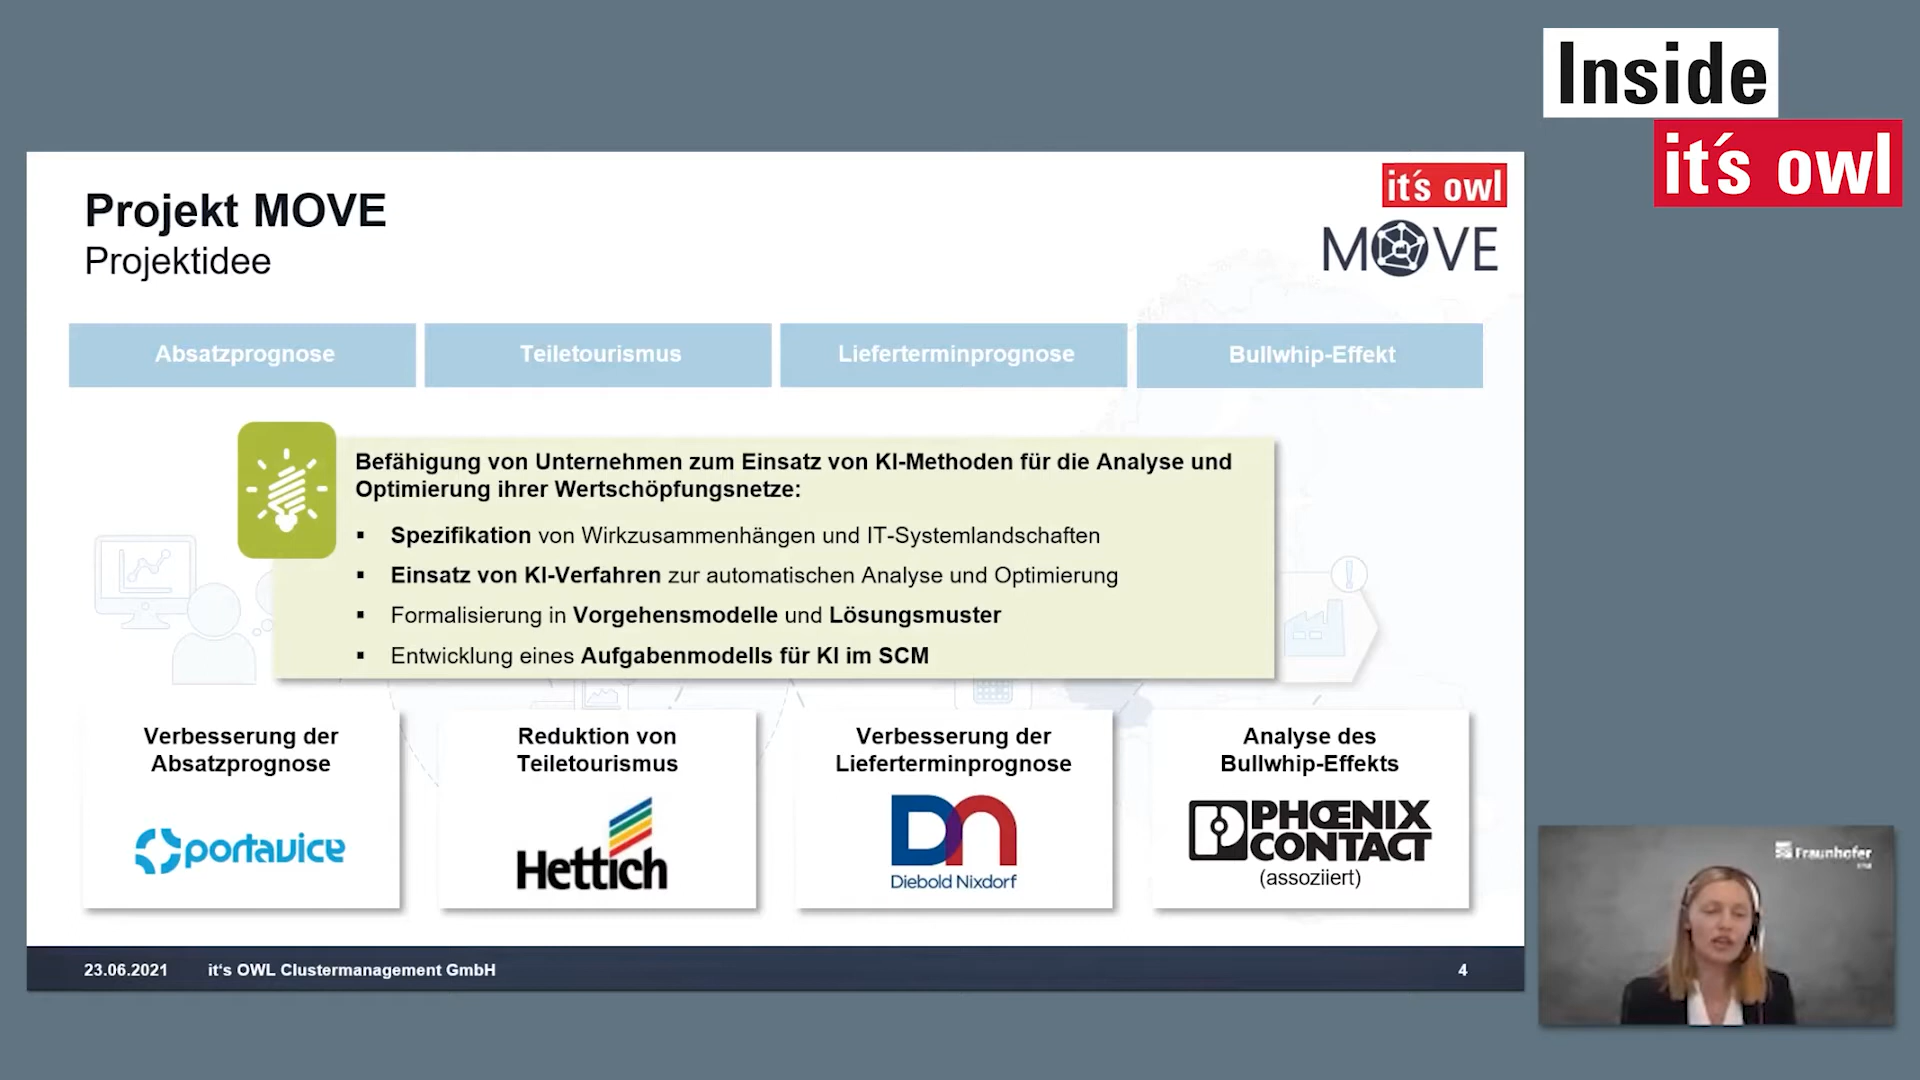 Inside
it's owl
it's owl
MOVE
Projekt MOVE
Projektidee
Absatzprognose
Teiletourismus
Lieferterminprognose
Bullwhip-Effekt
Befähigung von Unternehmen zum Einsatz von KI-Methoden für die Analyse und
Optimierung ihrer Wertschöpfungsnetze:
▪ Spezifikation von Wirkzusammenhängen und IT-Systemlandschaften
▪ Einsatz von KI-Verfahren zur automatischen Analyse und Optimierung
▪ Formalisierung in Vorgehensmodelle und Lösungsmuster
▪ Entwicklung eines Aufgabenmodells für KI im SCM
Verbesserung der
Absatzprognose
portavice
Reduktion von
Teiletourismus
Hettich
Verbesserung der
Lieferterminprognose
DN
Diebold Nixdorf
Analyse des
Bullwhip-Effekts
PHŒNIX
CONTACT
(assoziiert)
Fraunhofer
23.06.2021
it's OWL Clustermanagement GmbH
4